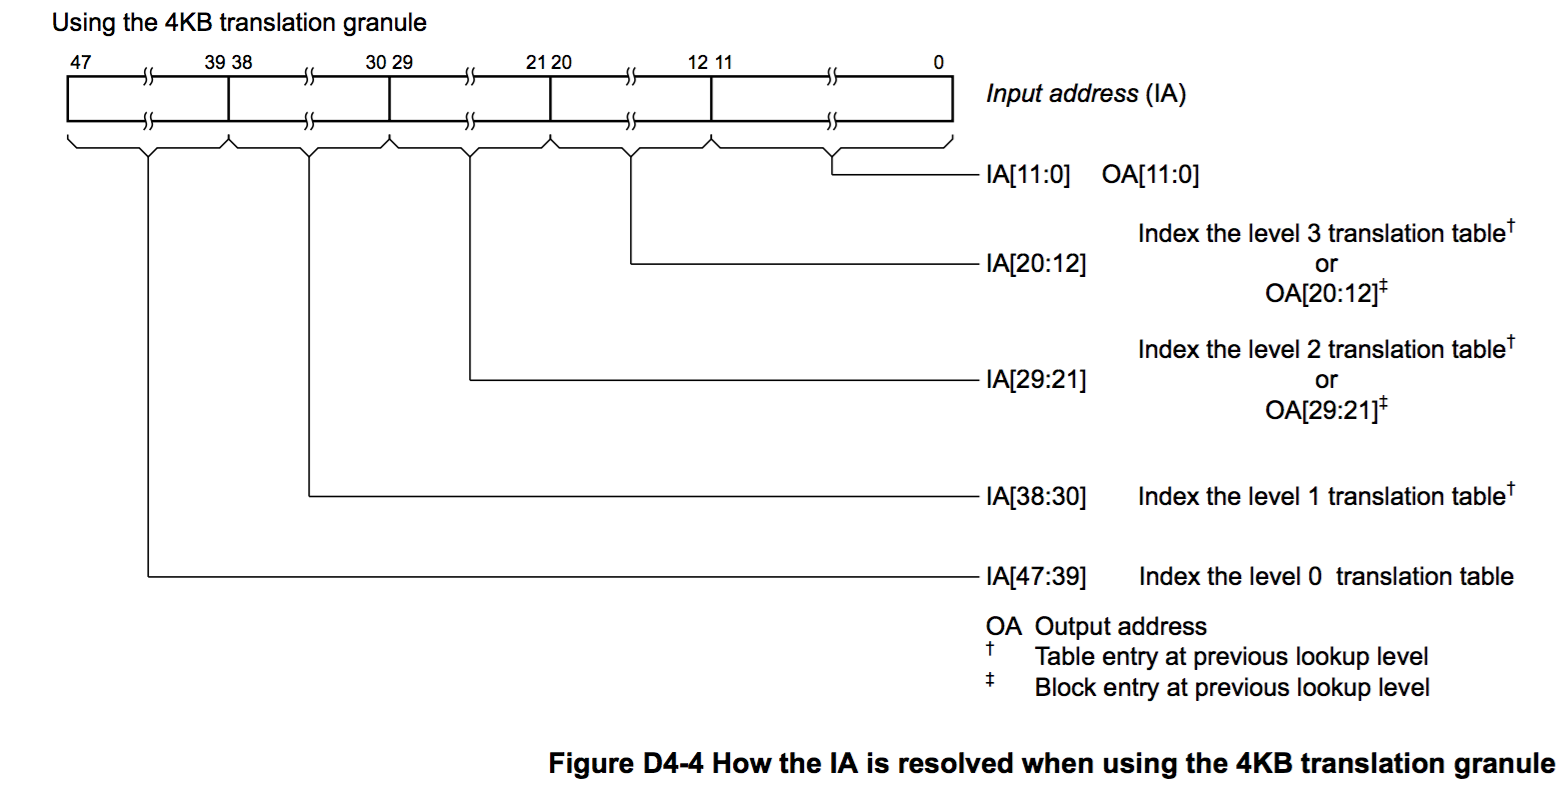 Using the 4KB translation granule
47 39 38 30 29 21 20 12 11 0
Input address (IA)
IA[11:0] OA[11:0]
Index the level 3 translation table†
IA[20:12] or
OA[20:12]‡
Index the level 2 translation table†
IA[29:21] or
OA[29:21]‡
IA[38:30] Index the level 1 translation table†
IA[47:39] Index the level 0 translation table
OA Output address
† Table entry at previous lookup level
‡ Block entry at previous lookup level
Figure D4-4 How the IA is resolved when using the 4KB translation granule